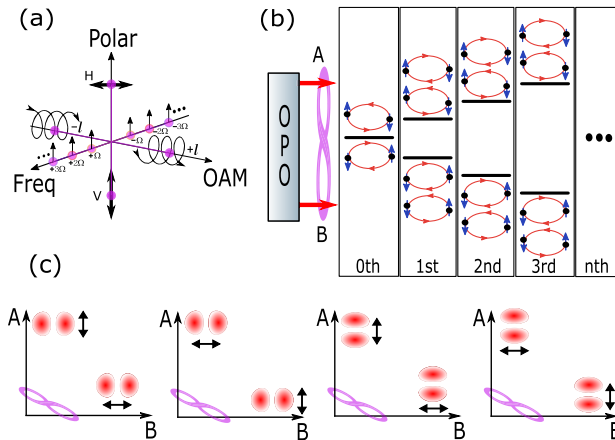 (a)
Polar
H
-l
-Ω
-2Ω
-3Ω
•••
•••
+3Ω
+2Ω
+Ω
+l
Freq
OAM
V
(b)
A
OPO
B
0th
1st
2nd
3rd
nth
•••
(c)
A
B
A
B
A
B
A